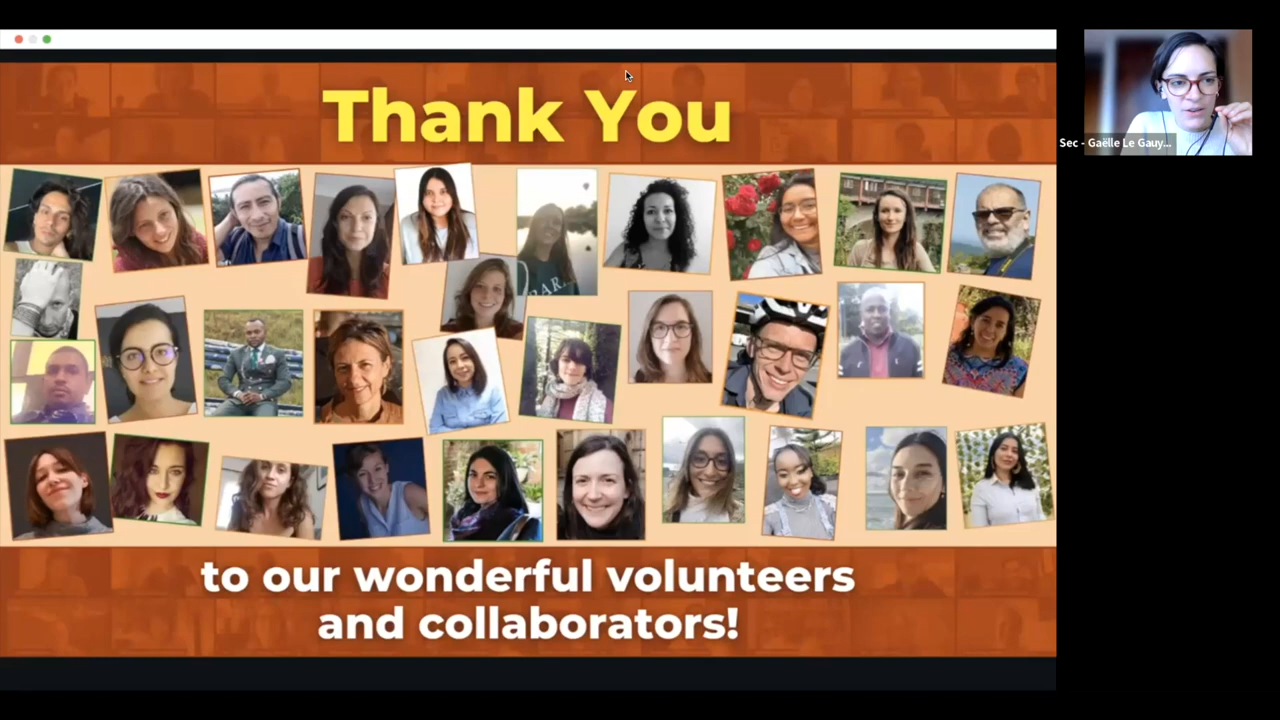 Thank You
Sec - Gaëlle Le Gauy...
to our wonderful volunteers
and collaborators!